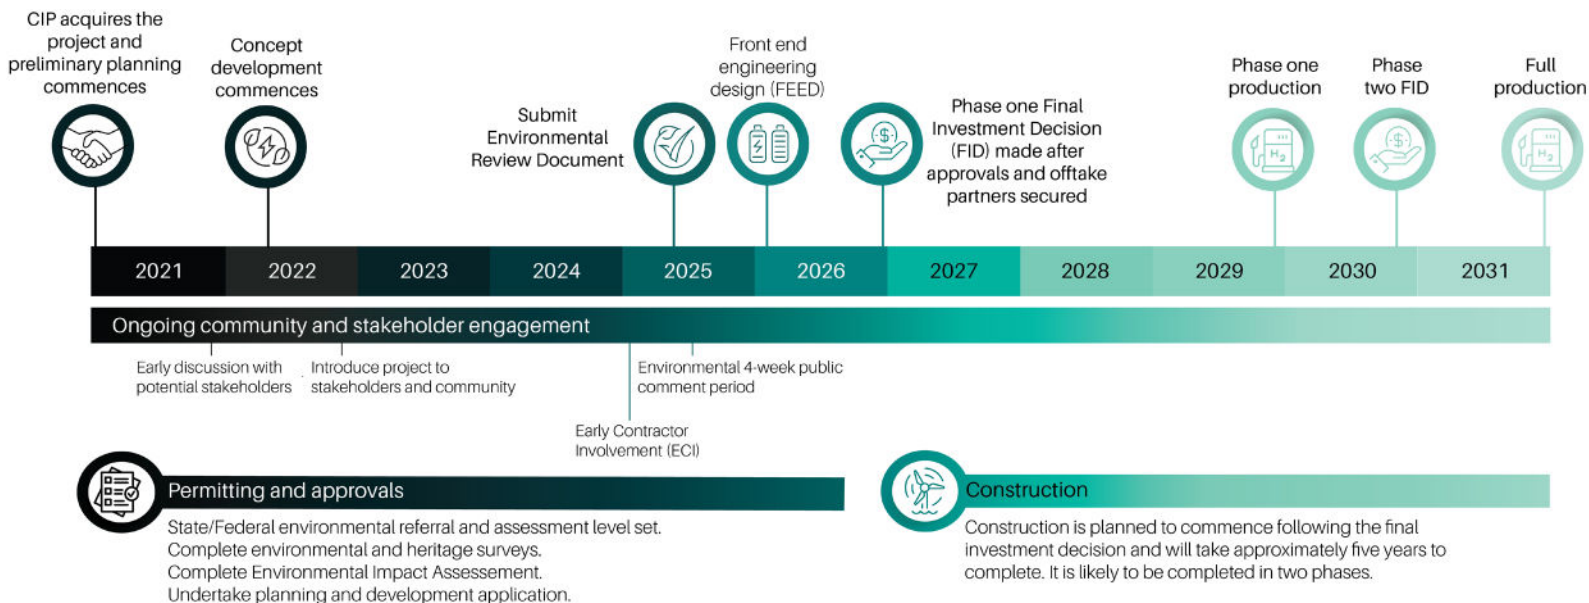 CIP acquires the
project and
preliminary planning
commences
Concept
development
commences
Submit
Environmental
Review Document
Front end
engineering
design (FEED)
Phase one Final
Investment Decision
(FID) made after
approvals and offtake
partners secured
Phase one
production
Phase
two FID
Full
production
$
H2
$
H2
2021 2022 2023 2024 2025 2026 2027 2028 2029 2030 2031
Ongoing community and stakeholder engagement
Early discussion with
potential stakeholders
Introduce project to
stakeholders and community
Environmental 4-week public
comment period
Early Contractor
Involvement (ECI)
Permitting and approvals
State/Federal environmental referral and assessment level set.
Complete environmental and heritage surveys.
Complete Environmental Impact Assessement.
Undertake planning and development application.
Construction
Construction is planned to commence following the final
investment decision and will take approximately five years to
complete. It is likely to be completed in two phases.